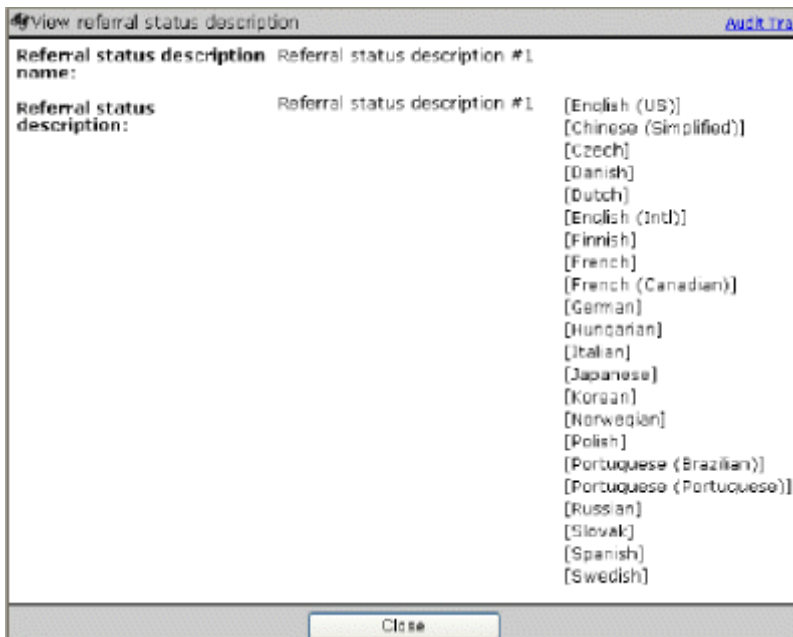 View referral status description Audit Tra
Referral status description Referral status description #1
name:
Referral status Referral status description #1 [English (US)]
description: [Chinese (Simplified)]
[Czech]
[Danish]
[Dutch]
[English (Intl)]
[Finnish]
[French]
[French (Canadian)]
[German]
[Hungarian]
[Italian]
[Japanese]
[Korean]
[Norwegian]
[Polish]
[Portuguese (Brazilian)]
[Portuguese (Portuguese)]
[Russian]
[Slovak]
[Spanish]
[Swedish]
Close